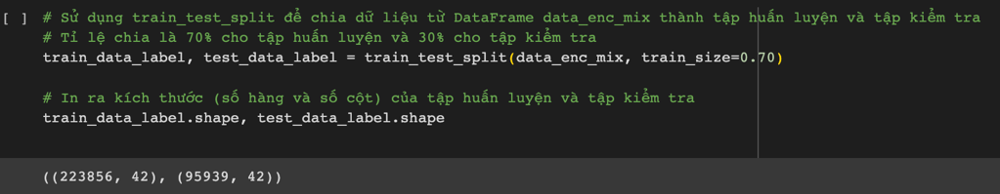 [ ] # Sử dụng train_test_split để chia dữ liệu từ DataFrame data_enc_mix thành tập huấn luyện và tập kiểm tra
# Tỉ lệ chia là 70% cho tập huấn luyện và 30% cho tập kiểm tra
train_data_label, test_data_label = train_test_split(data_enc_mix, train_size=0.70)
# In ra kích thước (số hàng và số cột) của tập huấn luyện và tập kiểm tra
train_data_label.shape, test_data_label.shape
((223856, 42), (95939, 42))